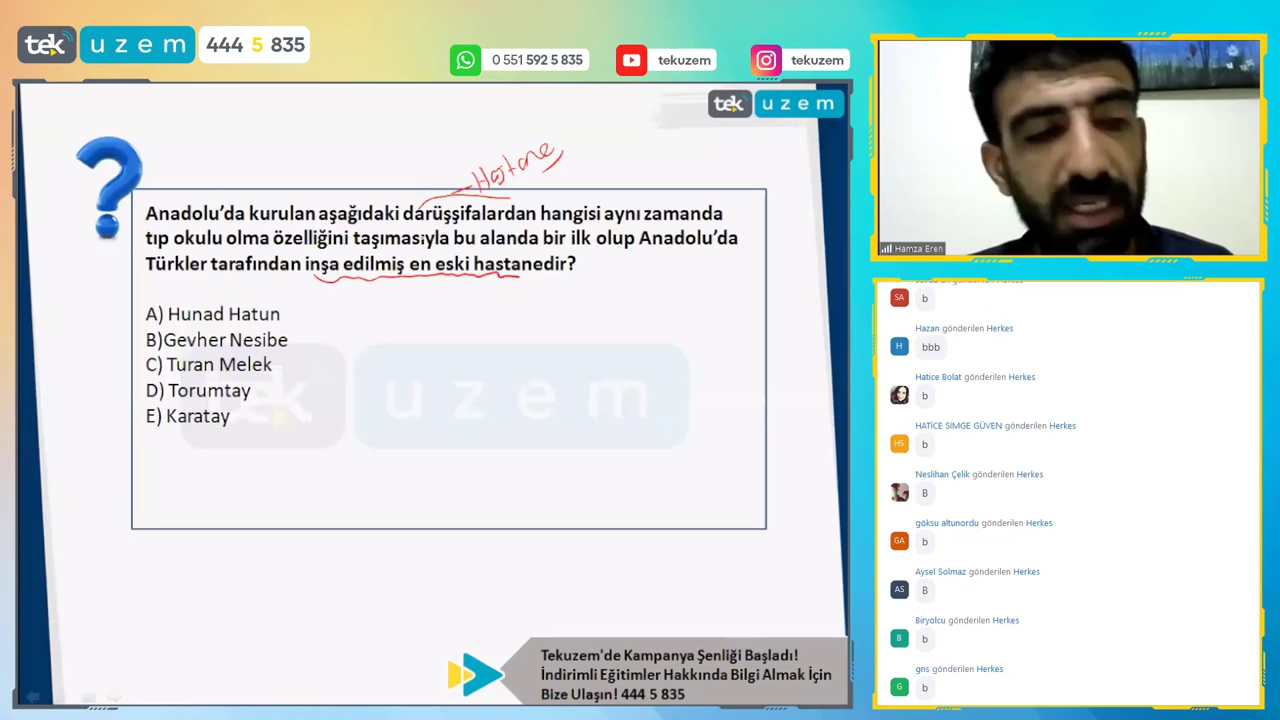 tek uzem 444 5 835
0 551 592 5 835
tekuzem
tekuzem
tek uzem
Hastane
Anadolu’da kurulan aşağıdaki darüşşifalardan hangisi aynı zamanda
tıp okulu olma özelliğini taşımasıyla bu alanda bir ilk olup Anadolu’da
Türkler tarafından inşa edilmiş en eski hastanedir?
A) Hunad Hatun
B)Gevher Nesibe
C) Turan Melek
D) Torumtay
E) Karatay
uzem
Tekuzem'de Kampanya Şenliği Başladı!
İndirimli Eğitimler Hakkında Bilgi Almak İçin
Bize Ulaşın! 444 5 835
Hamza Eren
Herkes
SA
b
Hazan gönderilen Herkes
H
bbb
Hatice Bolat gönderilen Herkes
b
HATİCE SİMGE GÜVEN gönderilen Herkes
HS
b
Neslihan Çelik gönderilen Herkes
B
göksu altunordu gönderilen Herkes
GA
b
Aysel Solmaz gönderilen Herkes
AS
B
Biryolcu gönderilen Herkes
B
b
gns gönderilen Herkes
G
b